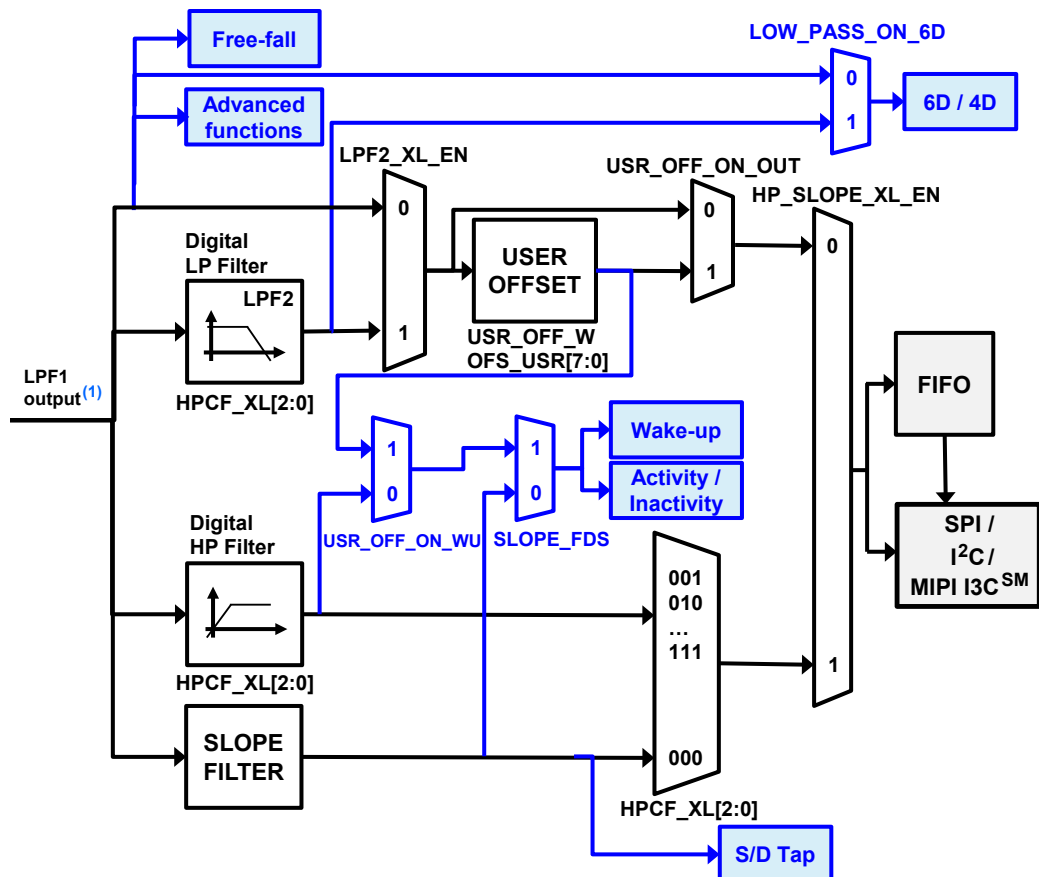 Free-fall
LOW_PASS_ON_6D
0
1
6D / 4D
Advanced
functions
LPF2_XL_EN
0
1
USR_OFF_ON_OUT
0
1
HP_SLOPE_XL_EN
0
1
Digital
LP Filter
LPF2
HPCF_XL[2:0]
USER
OFFSET
USR_OFF_W
OFS_USR[7:0]
LPF1
output(1)
FIFO
1
0
USR_OFF_ON_WU
1
0
SLOPE_FDS
Wake-up
Activity /
Inactivity
SPI /
I2C /
MIPI I3CSM
Digital
HP Filter
HPCF_XL[2:0]
001
010
...
111
000
HPCF_XL[2:0]
SLOPE
FILTER
S/D Tap